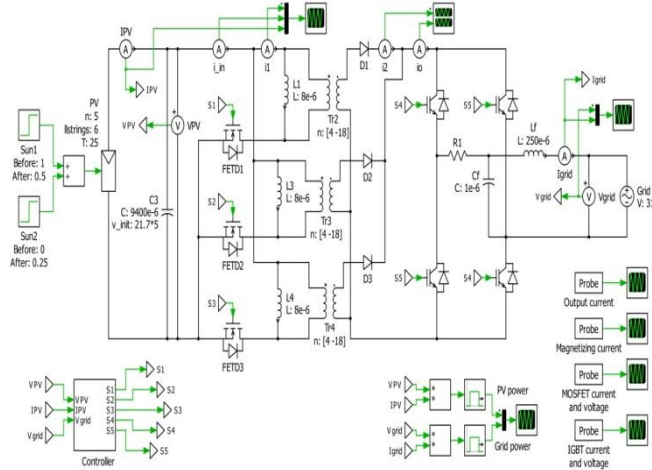 IPV
A
A
A
A
A
i_in
i1
i2
io
D1
IPV
PV
n: 5
llstrings: 6
T: 25
Sun1
Before: 1
After: 0.5
Sun2
Before: 0
After: 0.25
VPV
V
VPV
C3
C: 9400e-6
v_init: 21.7*5
S1
FETD1
L1
L: 8e-6
Tr2
n: [4 -18]
S2
FETD2
L3
L: 8e-6
Tr3
n: [4 -18]
D2
S3
FETD3
L4
L: 8e-6
Tr4
n: [4 -18]
D3
S4
S5
R1
Cf
C: 1e-6
Lf
L: 250e-6
A
Igrid
Igrid
Vgrid
V
Vgrid
Grid
S5
S4
Probe
Output current
Probe
Magnetizing current
Probe
MOSFET current
and voltage
Probe
IGBT current
and voltage
VPV
IPV
Vgrid
VPV
IPV
Vgrid
S1
S2
S3
S4
S5
S1
S2
S3
S4
S5
Controller
VPV
IPV
PV power
Vgrid
Igrid
Grid power